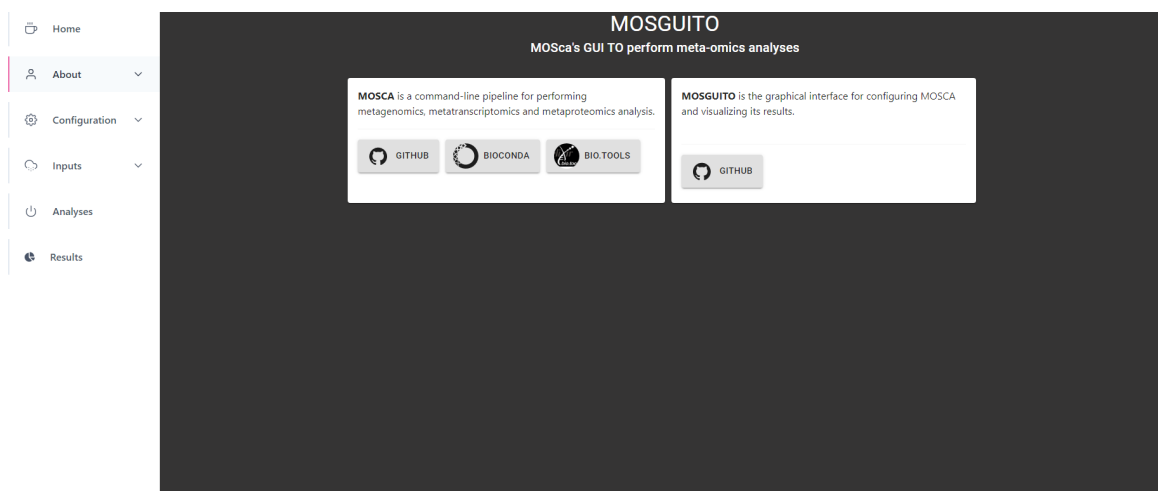 Home
About
Configuration
Inputs
Analyses
Results
MOSGUITO
MOSca's GUI TO perform meta-omics analyses
MOSCA is a command-line pipeline for performing
metagenomics, metatranscriptomics and metaproteomics analysis.
GITHUB
BIOCONDA
BIO.TOOLS
MOSGUITO is the graphical interface for configuring MOSCA
and visualizing its results.
GITHUB